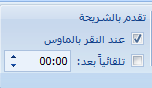 تقدم بالشريحة
عند النقر بالماوس
تلقائياً بعد: 00:00